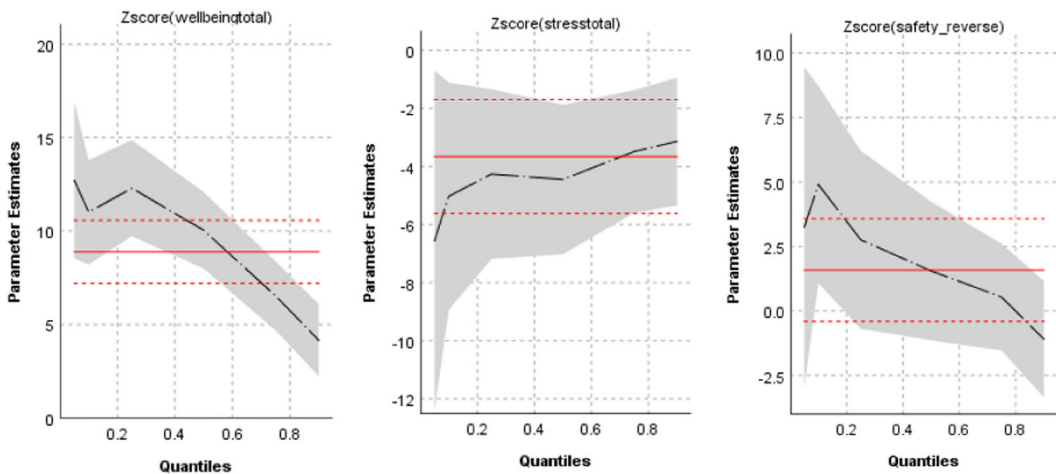 Zscore(wellbeingtotal)
20
15
10
5
0
0.2 0.4 0.6 0.8
Parameter Estimates
Quantiles
Zscore(stresstotal)
0
-2
-4
-6
-8
-10
-12
0.2 0.4 0.6 0.8
Parameter Estimates
Quantiles
Zscore(safety_reverse)
10.0
7.5
5.0
2.5
0.0
-2.5
0.2 0.4 0.6 0.8
Parameter Estimates
Quantiles